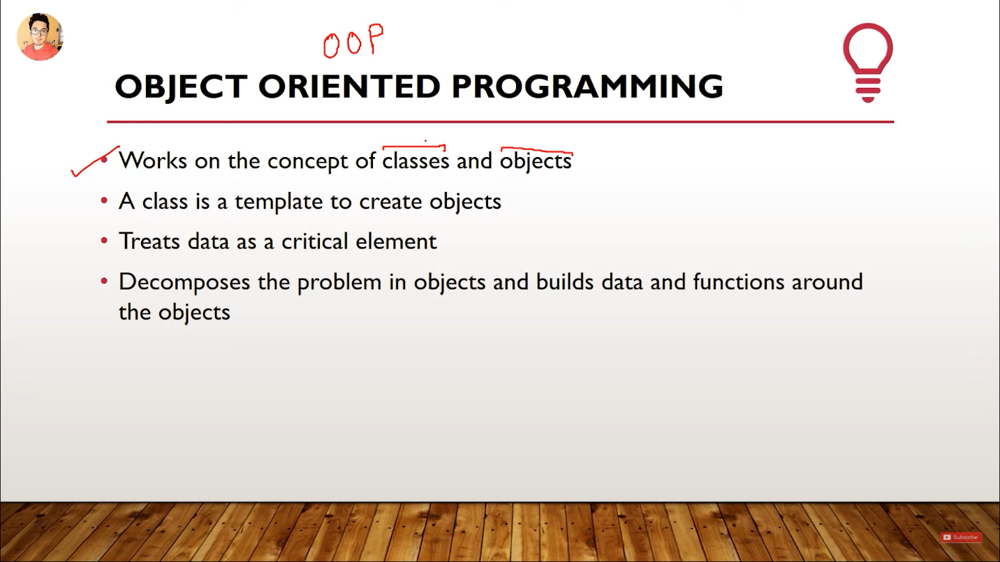 OOP
OBJECT ORIENTED PROGRAMMING
• Works on the concept of classes and objects
• A class is a template to create objects
• Treats data as a critical element
• Decomposes the problem in objects and builds data and functions around
the objects
Subscribe